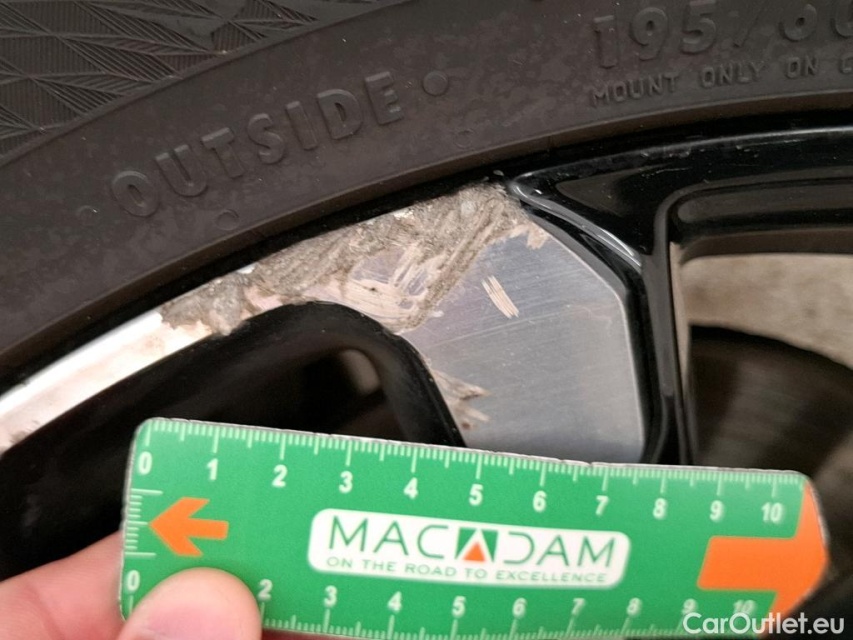 195/60
MOUNT ONLY ON
• OUTSIDE •
0 1 2 3 4 5 6 7 8 9 10
MACADAM
ON THE ROAD TO EXCELLENCE
0 2 3 4 5 6 7 8 9 10
CarOutlet.eu